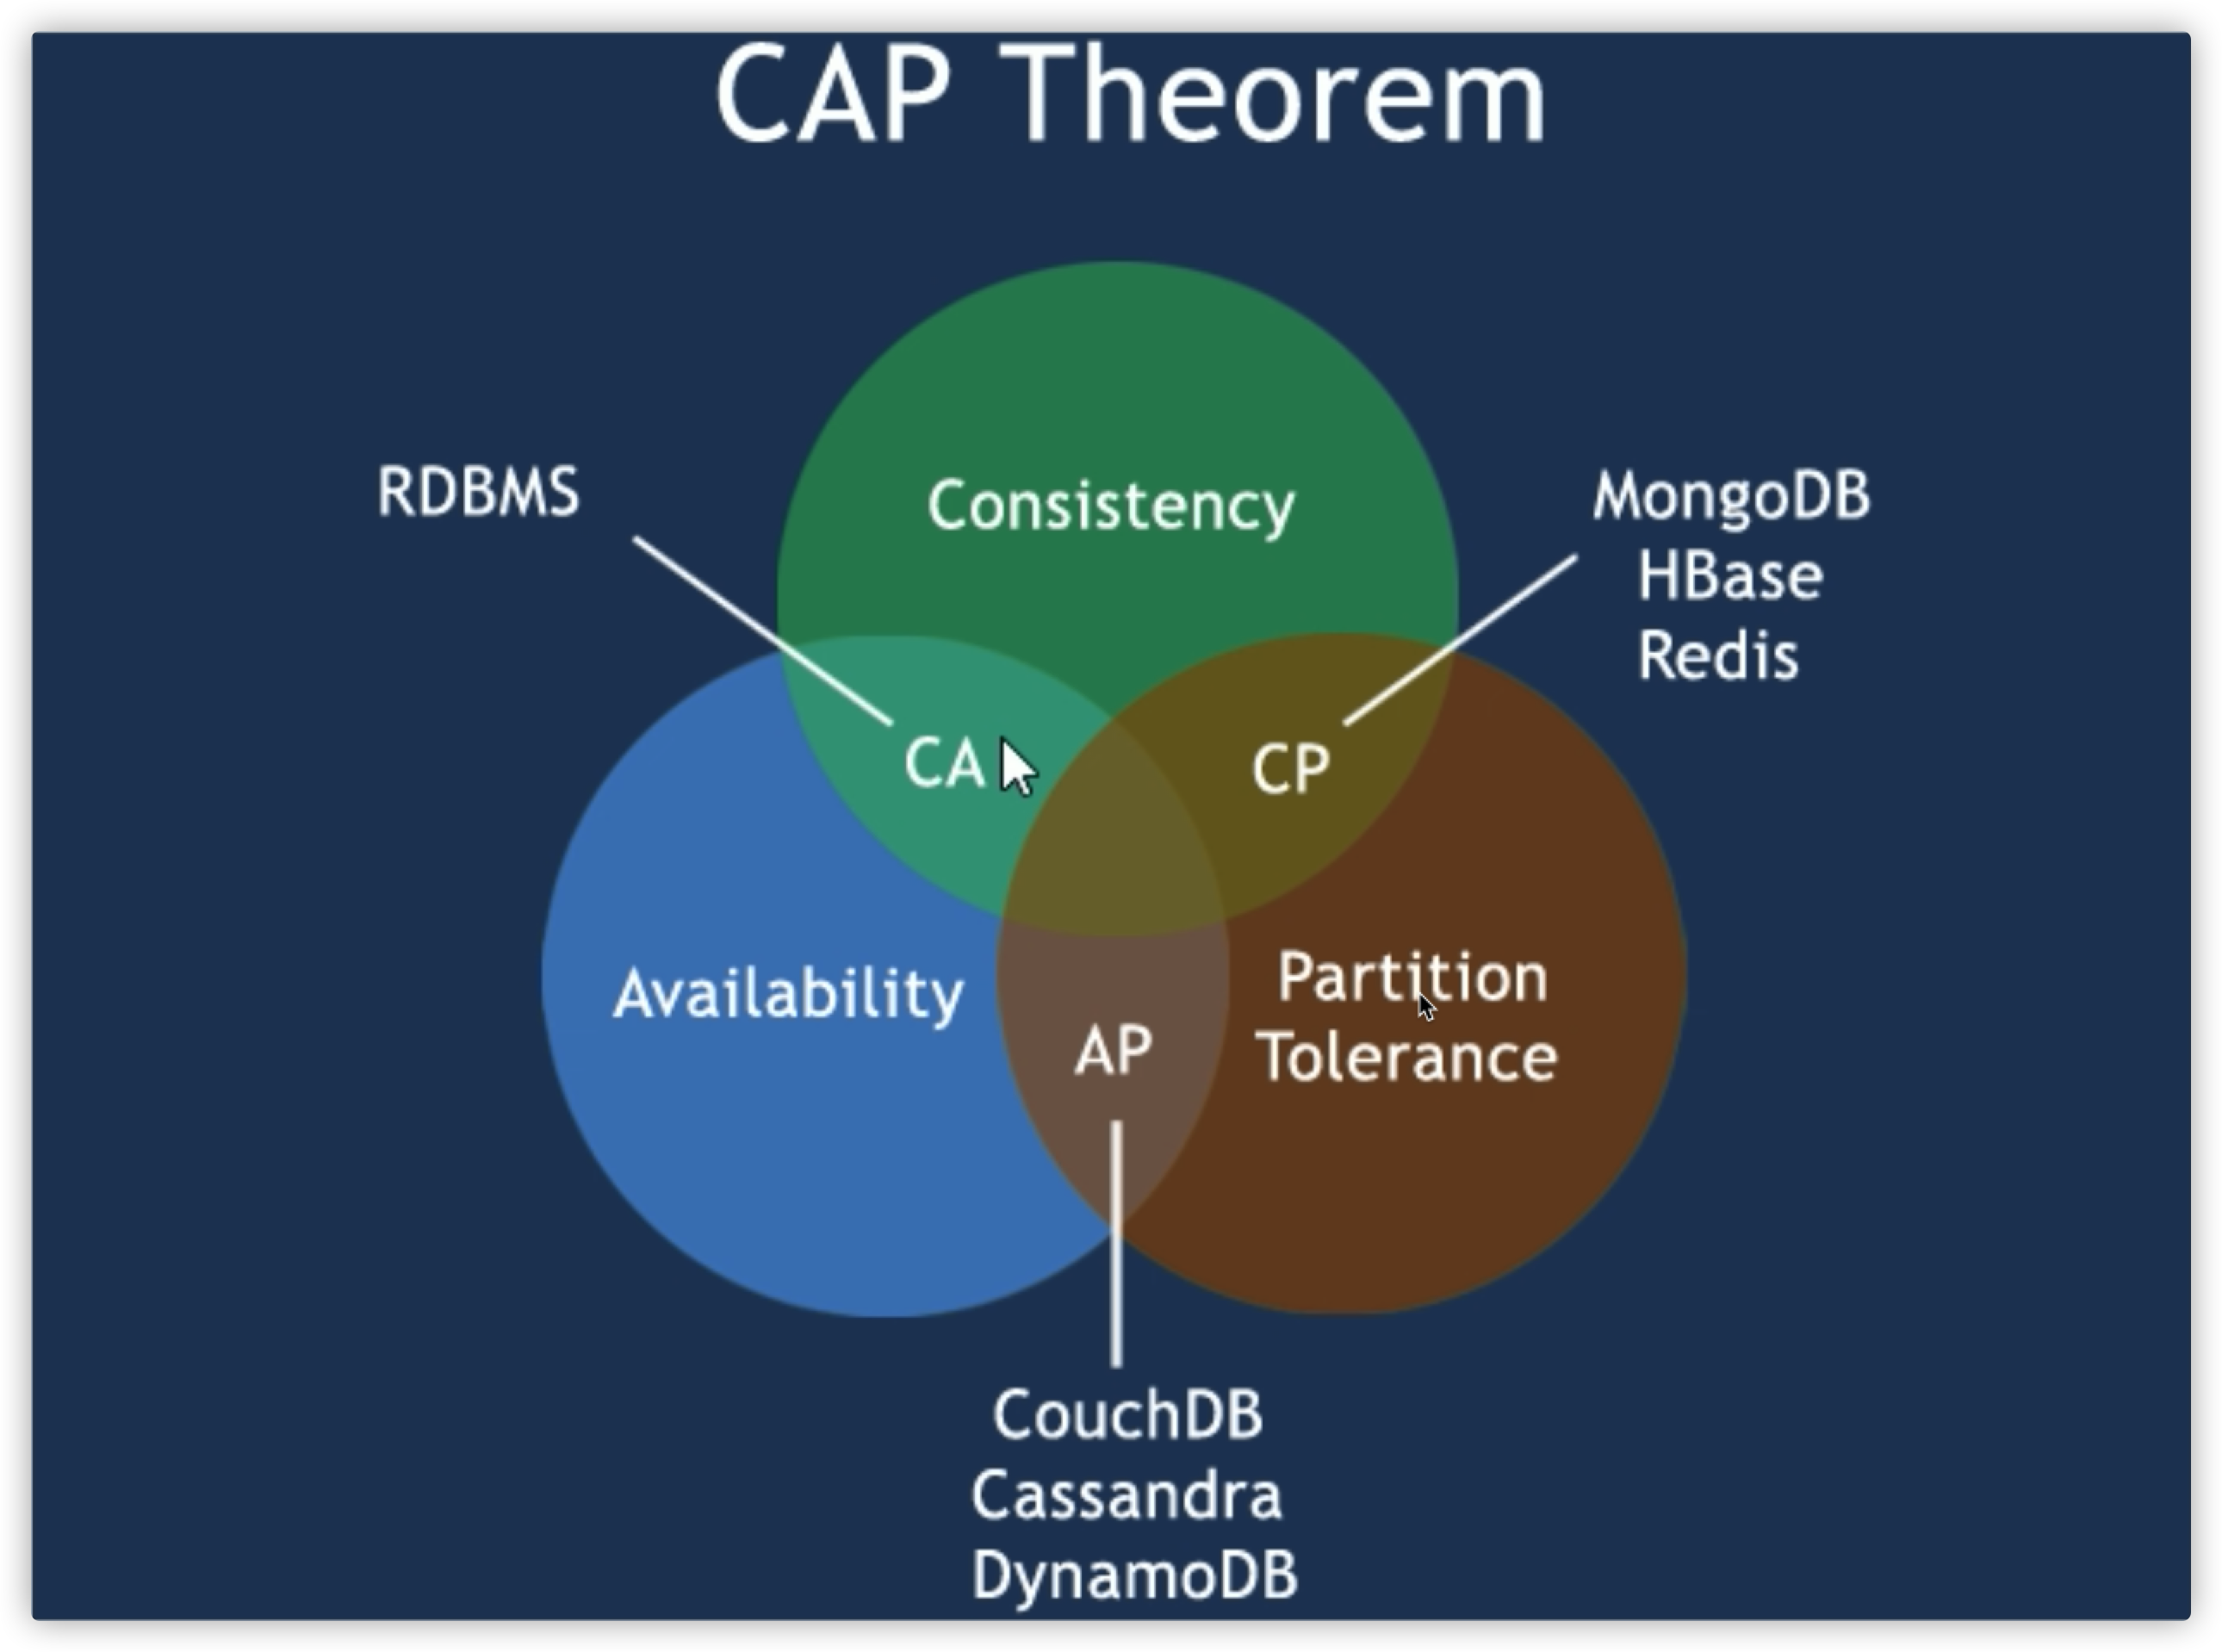 CAP Theorem
RDBMS
Consistency
MongoDB
HBase
Redis
CA
CP
Availability
Partition
Tolerance
AP
CouchDB
Cassandra
DynamoDB